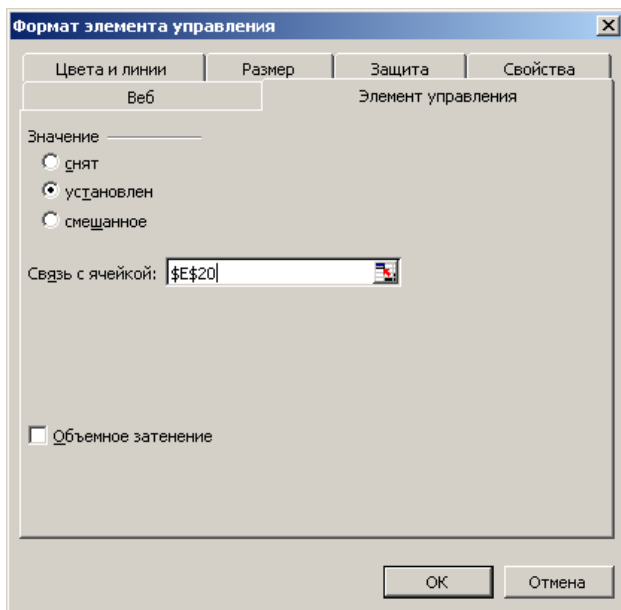 Формат элемента управления
Цвета и линии Размер Защита Свойства
Веб Элемент управления
Значение
снят
установлен
смешанное
Связь с ячейкой: $E$20
Объемное затенение
ОК Отмена